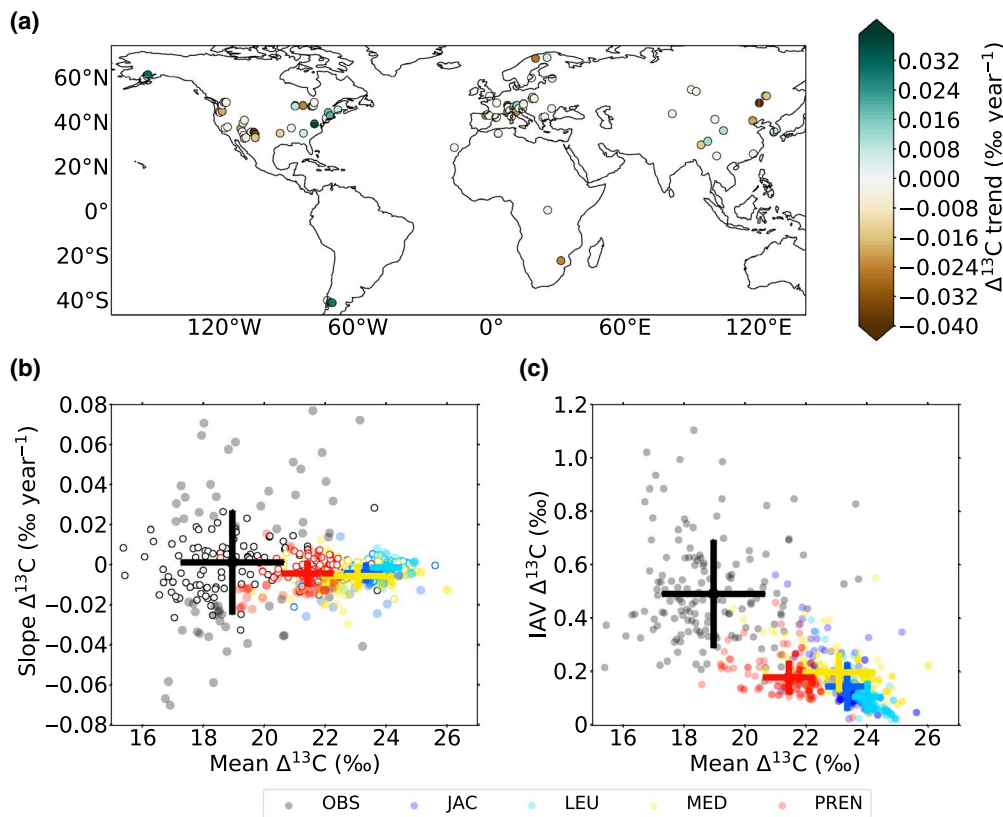 (a)
60°N
40°N
20°N
0°
20°S
40°S
120°W
60°W
0°
60°E
120°E
0.032
0.024
0.016
0.008
0.000
−0.008
−0.016
−0.024
−0.032
−0.040
Δ¹³C trend (‰ year⁻¹)
(b)
0.08
0.06
0.04
0.02
0
−0.02
−0.04
−0.06
−0.08
Slope Δ¹³C (‰ year⁻¹)
16
18
20
22
24
26
Mean Δ¹³C (‰)
(c)
1.2
1.0
0.8
0.6
0.4
0.2
0
IAV Δ¹³C (‰)
16
18
20
22
24
26
Mean Δ¹³C (‰)
OBS
JAC
LEU
MED
PREN